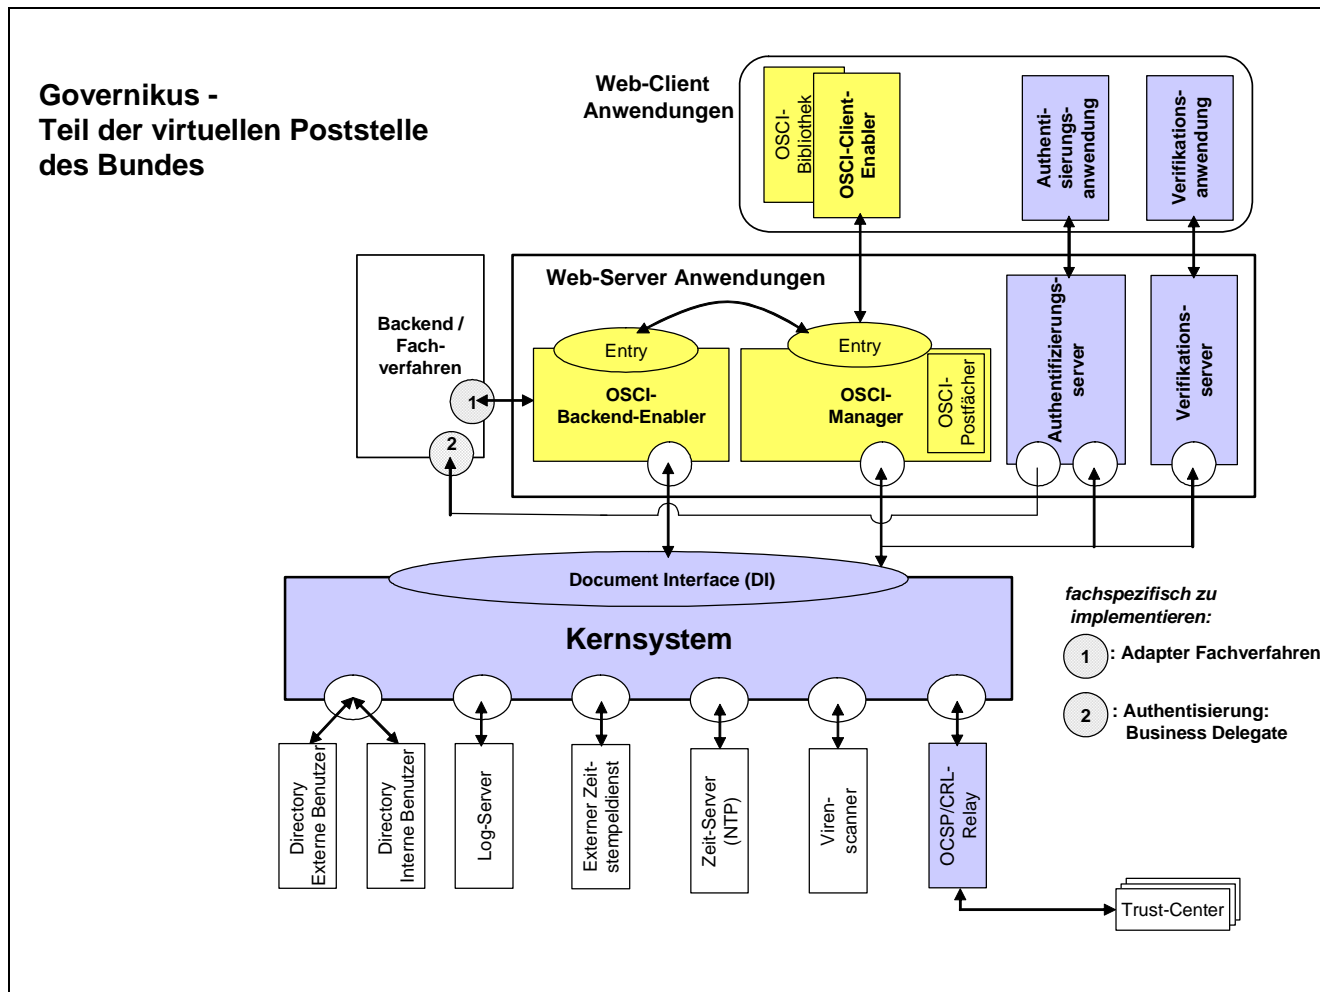 Governikus -
Teil der virtuellen Poststelle
des Bundes
Web-Client
Anwendungen
OSCI-
Bibliothek
OSCI-Client-
Enabler
Authenti-
sierungs-
anwendung
Verifikations-
anwendung
Web-Server Anwendungen
Backend /
Fach-
verfahren
1
2
Entry
OSCI-
Backend-Enabler
Entry
OSCI-
Manager
OSCI-
Postfächer
Authentifizierungs-
server
Verifikations-
server
Document Interface (DI)
Kernsystem
fachspezifisch zu
implementieren:
1 : Adapter Fachverfahren
2 : Authentisierung:
Business Delegate
Directory
Externe Benutzer
Directory
Interne Benutzer
Log-Server
Externer Zeit-
stempeldienst
Zeit-Server
(NTP)
Viren-
scanner
OCSP/CRL-
Relay
Trust-Center